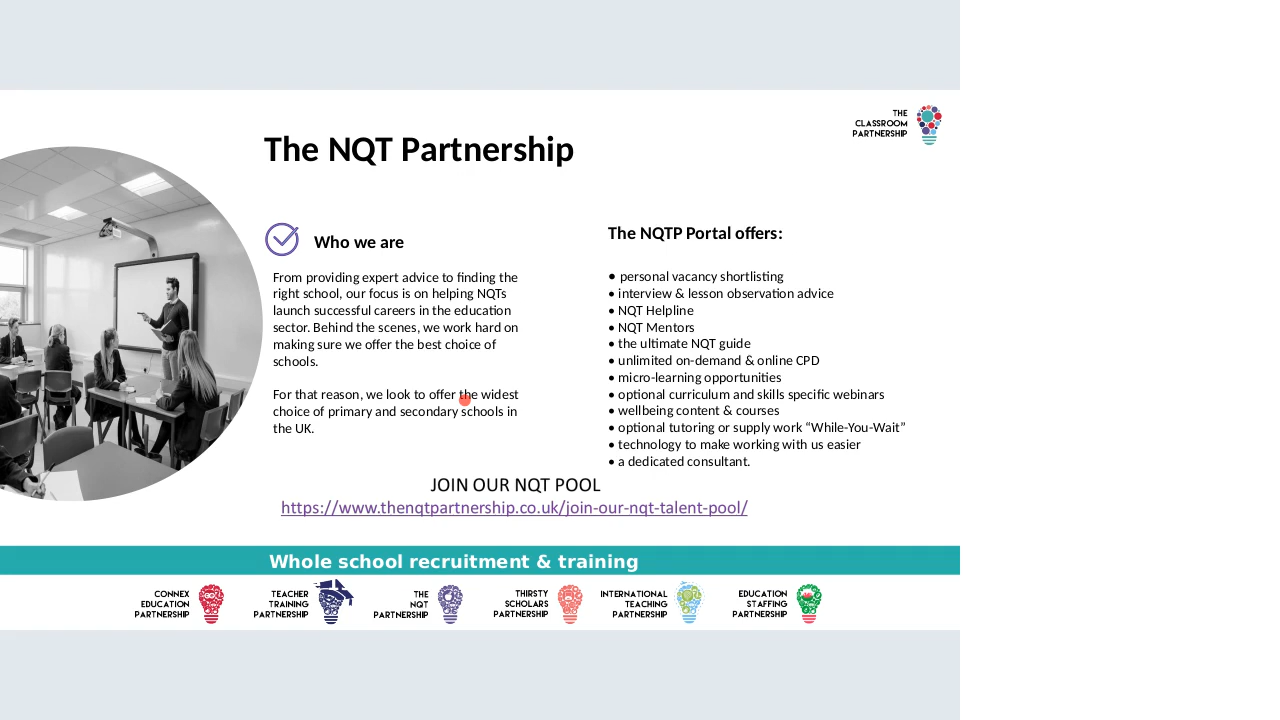 THE
CLASSROOM
PARTNERSHIP
The NQT Partnership
Who we are
From providing expert advice to finding the
right school, our focus is on helping NQTs
launch successful careers in the education
sector. Behind the scenes, we work hard on
making sure we offer the best choice of
schools.
For that reason, we look to offer the widest
choice of primary and secondary schools in
the UK.
The NQTP Portal offers:
• personal vacancy shortlisting
• interview & lesson observation advice
• NQT Helpline
• NQT Mentors
• the ultimate NQT guide
• unlimited on-demand & online CPD
• micro-learning opportunities
• optional curriculum and skills specific webinars
• wellbeing content & courses
• optional tutoring or supply work “While-You-Wait”
• technology to make working with us easier
• a dedicated consultant.
JOIN OUR NQT POOL
https://www.thenqtpartnership.co.uk/join-our-nqt-talent-pool/
Whole school recruitment & training
CONNEX
EDUCATION
PARTNERSHIP
TEACHER
TRAINING
PARTNERSHIP
THE
NQT
PARTNERSHIP
THIRSTY
SCHOLARS
PARTNERSHIP
INTERNATIONAL
TEACHING
PARTNERSHIP
EDUCATION
STAFFING
PARTNERSHIP